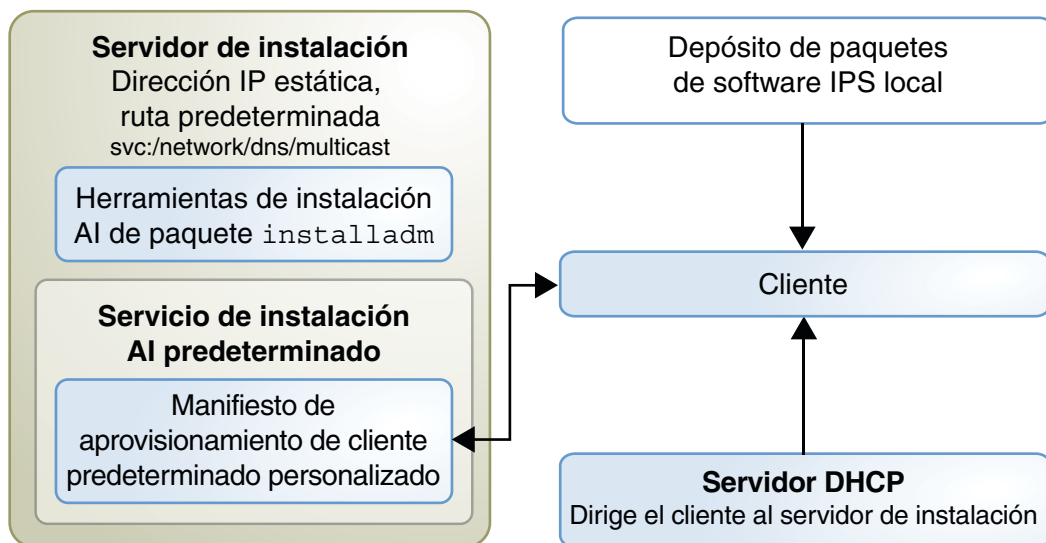 Servidor de instalación
Dirección IP estática,
ruta predeterminada
svc:/network/dns/multicast
Herramientas de instalación
AI de paquete installadm
Servicio de instalación
AI predeterminado
Manifiesto de
aprovisionamiento de cliente
predeterminado personalizado
Depósito de paquetes
de software IPS local
Cliente
Servidor DHCP
Dirige el cliente al servidor de instalación